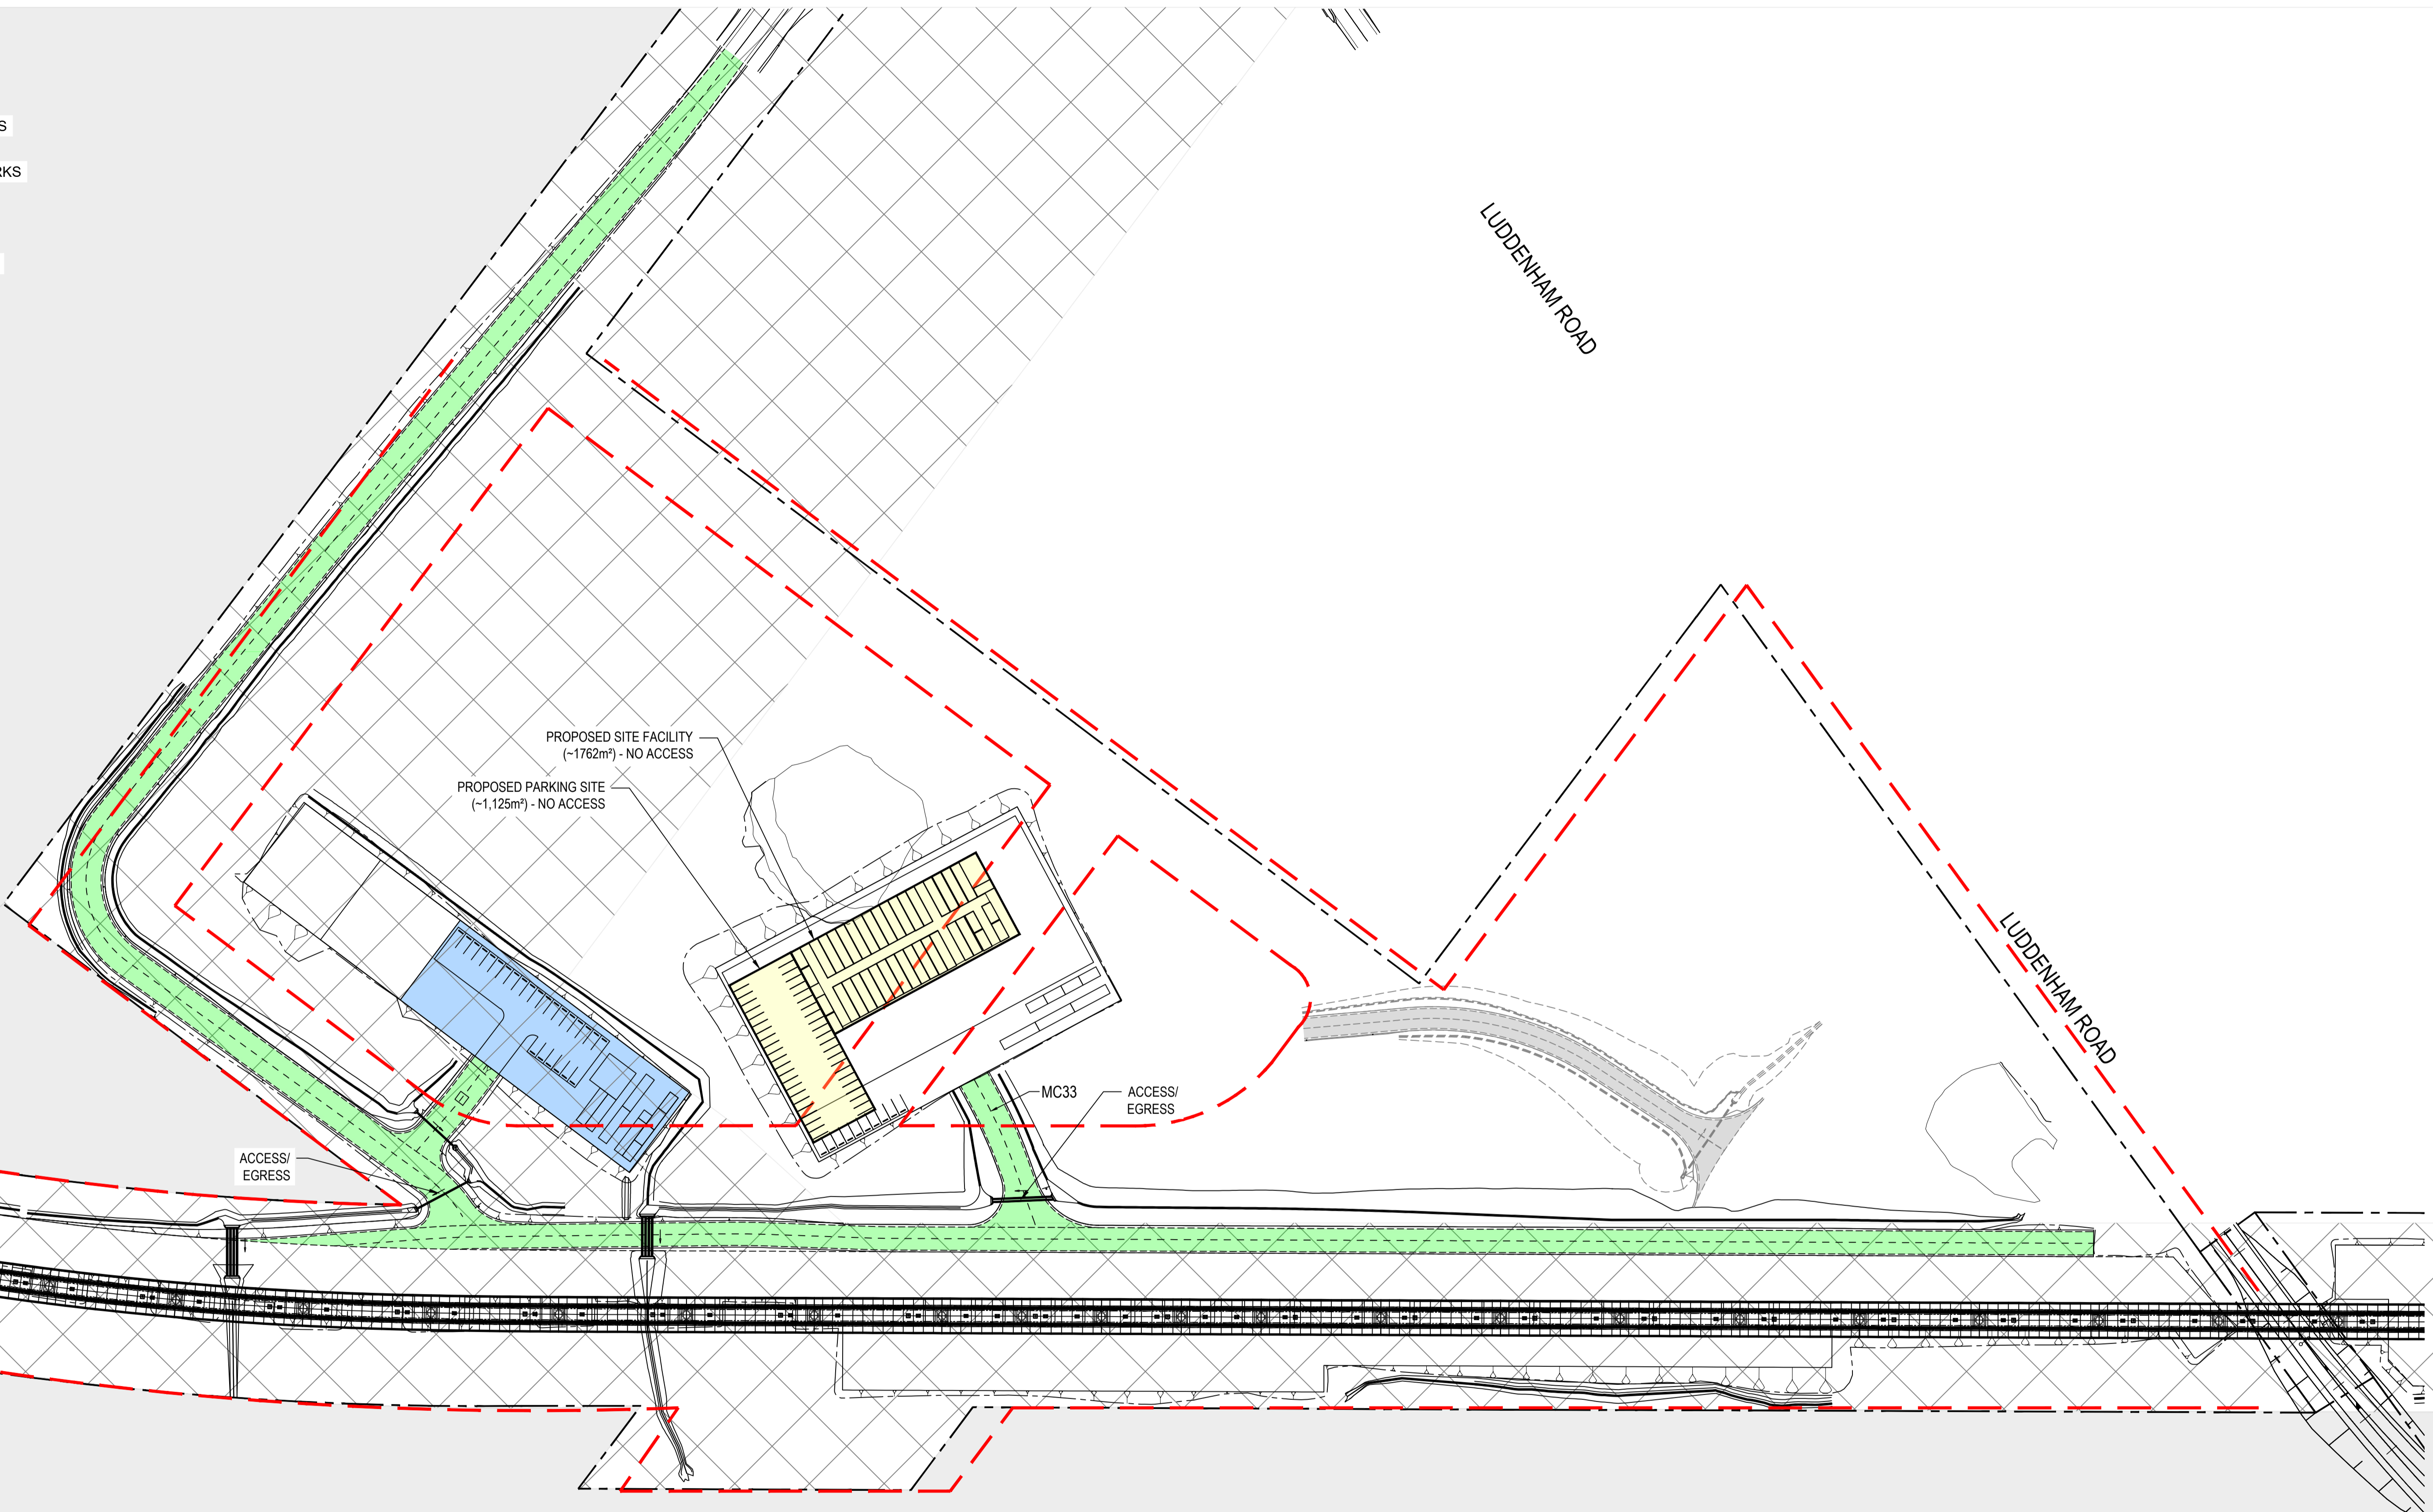 S
RKS
LUDDENHAM ROAD
PROPOSED SITE FACILITY
(~1762m²) - NO ACCESS
PROPOSED PARKING SITE
(~1,125m²) - NO ACCESS
LUDDENHAM ROAD
MC33
ACCESS/
EGRESS
ACCESS/
EGRESS